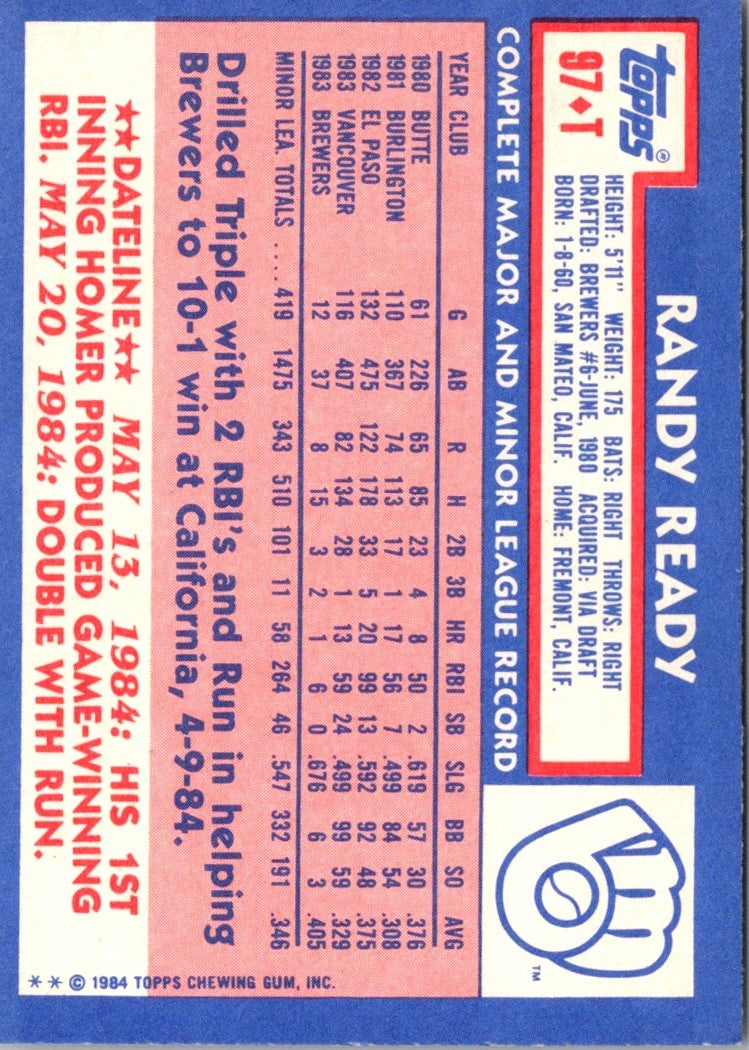 topps®
97♦T
RANDY READY
HEIGHT: 5'11" WEIGHT: 175 BATS: RIGHT THROWS: RIGHT
DRAFTED: BREWERS #6-JUNE, 1980 ACQUIRED: VIA DRAFT
BORN: 1-8-60, SAN MATEO, CALIF. HOME: FREMONT, CALIF.
COMPLETE MAJOR AND MINOR LEAGUE RECORD
TM
YEAR CLUB G AB R H 2B 3B HR RBI SB SLG BB SO AVG
1980 BUTTE 61 226 65 85 23 4 8 50 2 .619 57 30 .376
1981 BURLINGTON 110 367 74 113 17 1 17 56 7 .499 84 54 .308
1982 EL PASO 132 475 122 178 33 5 20 99 13 .592 92 48 .375
1983 VANCOUVER 116 407 82 134 28 1 13 59 24 .499 99 59 .329
1983 BREWERS 12 37 8 15 3 2 1 6 0 .676 6 3 .405
MINOR LEA. TOTALS .... 419 1475 343 510 101 11 58 264 46 .547 332 191 .346
Drilled Triple with 2 RBI's and Run in helping
Brewers to 10-1 win at California, 4-9-84.
★★DATELINE★★ MAY 13, 1984: HIS 1ST
INNING HOMER PRODUCED GAME-WINNING
RBI. MAY 20, 1984: DOUBLE WITH RUN.
** © 1984 TOPPS CHEWING GUM, INC.